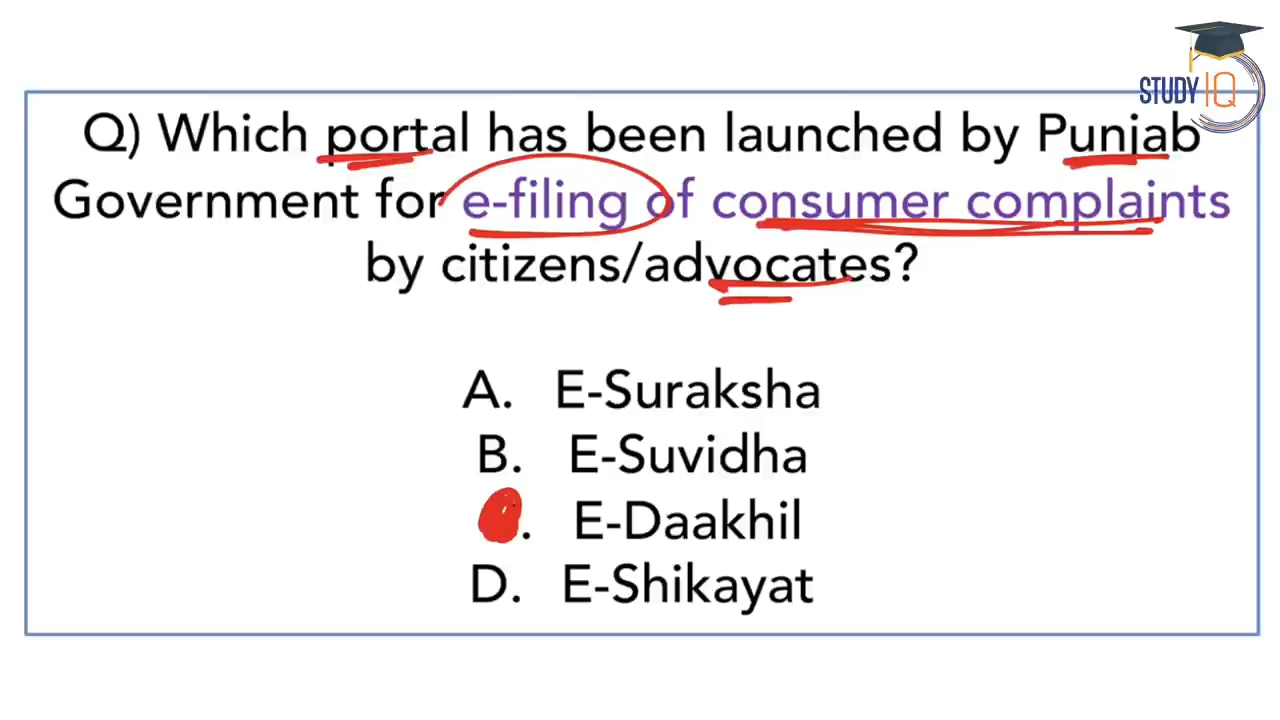 STUDY IQ
Q) Which portal has been launched by Punjab
Government for e-filing of consumer complaints
by citizens/advocates?
A. E-Suraksha
B. E-Suvidha
. E-Daakhil
D. E-Shikayat